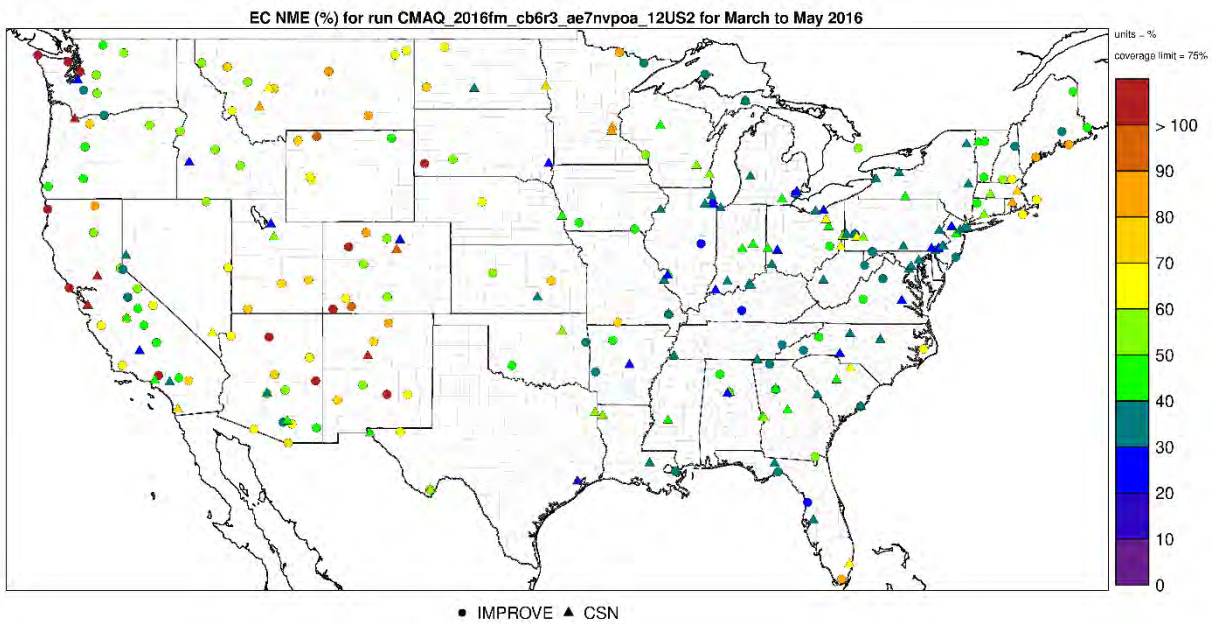 EC NME (%) for run CMAQ_2016fm_cb6r3_ae7nvpoa_12US2 for March to May 2016
units = %
coverage limit = 75%
> 100
90
80
70
60
50
40
30
20
10
0
● IMPROVE ▲ CSN